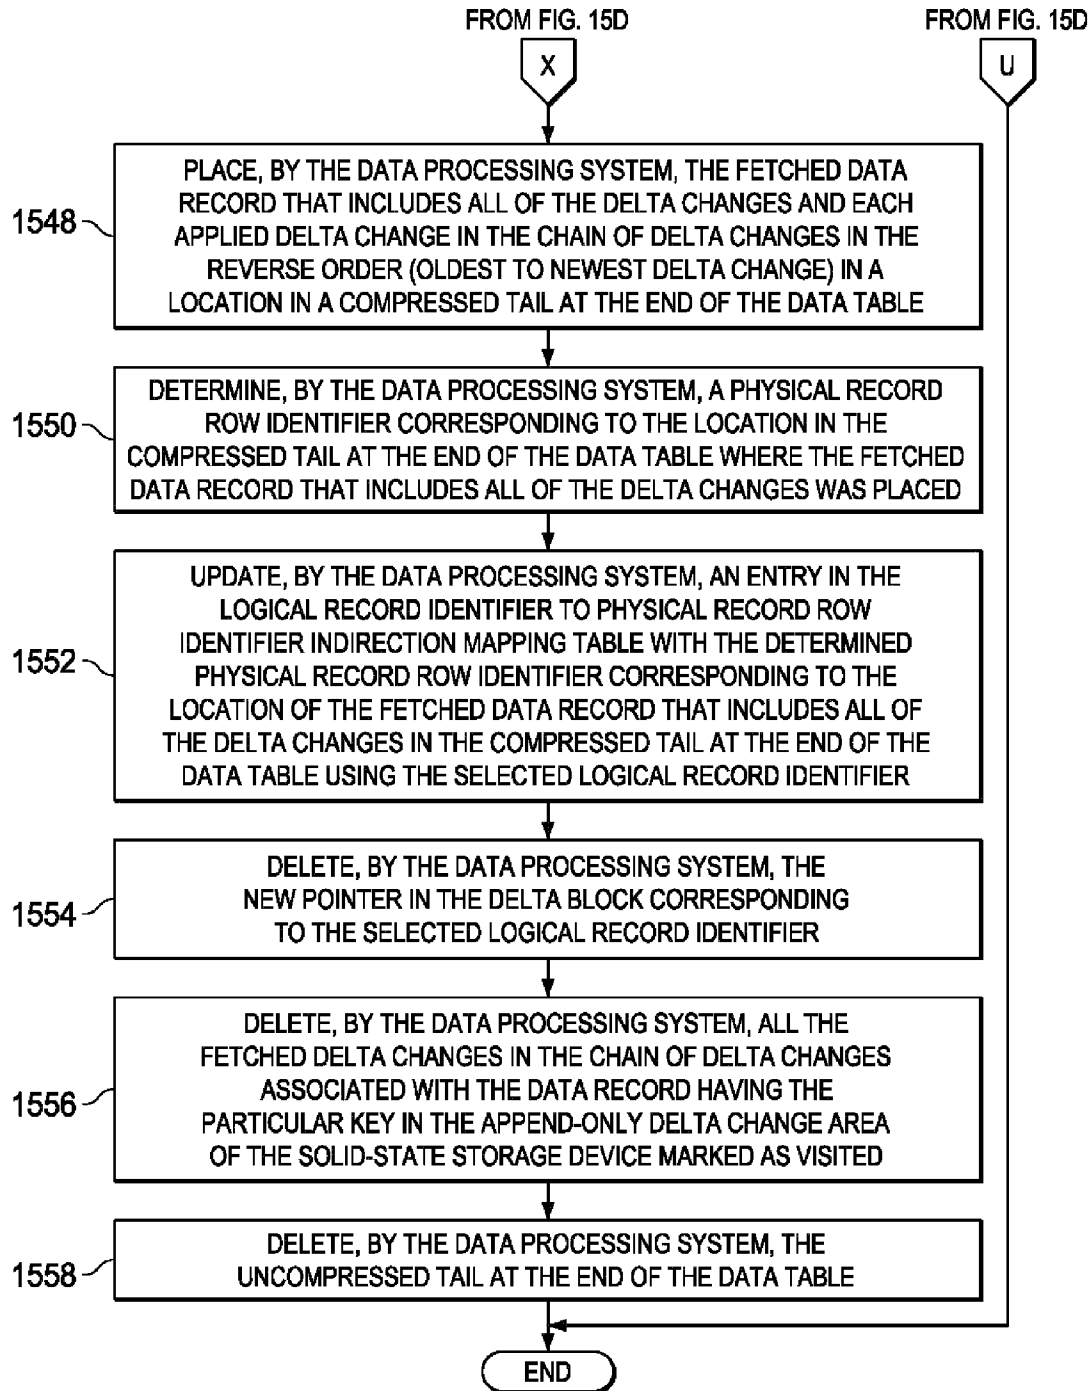 FROM FIG. 15D
FROM FIG. 15D
X
U
1548
PLACE, BY THE DATA PROCESSING SYSTEM, THE FETCHED DATA
RECORD THAT INCLUDES ALL OF THE DELTA CHANGES AND EACH
APPLIED DELTA CHANGE IN THE CHAIN OF DELTA CHANGES IN THE
REVERSE ORDER (OLDEST TO NEWEST DELTA CHANGE) IN A
LOCATION IN A COMPRESSED TAIL AT THE END OF THE DATA TABLE
1550
DETERMINE, BY THE DATA PROCESSING SYSTEM, A PHYSICAL RECORD
ROW IDENTIFIER CORRESPONDING TO THE LOCATION IN THE
COMPRESSED TAIL AT THE END OF THE DATA TABLE WHERE THE FETCHED
DATA RECORD THAT INCLUDES ALL OF THE DELTA CHANGES WAS PLACED
1552
UPDATE, BY THE DATA PROCESSING SYSTEM, AN ENTRY IN THE
LOGICAL RECORD IDENTIFIER TO PHYSICAL RECORD ROW
IDENTIFIER INDIRECTION MAPPING TABLE WITH THE DETERMINED
PHYSICAL RECORD ROW IDENTIFIER CORRESPONDING TO THE
LOCATION OF THE FETCHED DATA RECORD THAT INCLUDES ALL OF
THE DELTA CHANGES IN THE COMPRESSED TAIL AT THE END OF THE
DATA TABLE USING THE SELECTED LOGICAL RECORD IDENTIFIER
1554
DELETE, BY THE DATA PROCESSING SYSTEM, THE
NEW POINTER IN THE DELTA BLOCK CORRESPONDING
TO THE SELECTED LOGICAL RECORD IDENTIFIER
1556
DELETE, BY THE DATA PROCESSING SYSTEM, ALL THE
FETCHED DELTA CHANGES IN THE CHAIN OF DELTA CHANGES
ASSOCIATED WITH THE DATA RECORD HAVING THE
PARTICULAR KEY IN THE APPEND-ONLY DELTA CHANGE AREA
OF THE SOLID-STATE STORAGE DEVICE MARKED AS VISITED
1558
DELETE, BY THE DATA PROCESSING SYSTEM, THE
UNCOMPRESSED TAIL AT THE END OF THE DATA TABLE
END